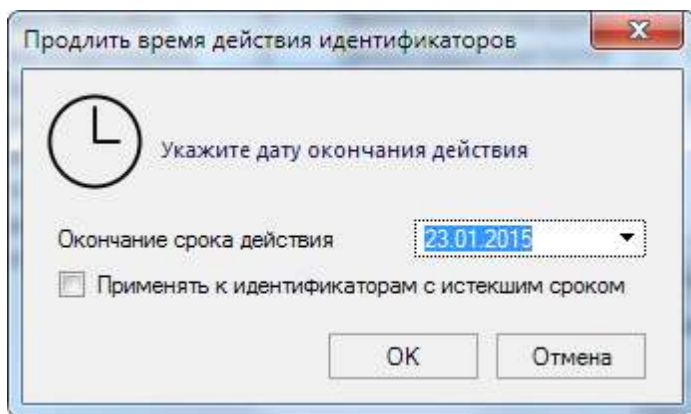 Продлить время действия идентификаторов
Укажите дату окончания действия
Окончание срока действия 23.01.2015
Применять к идентификаторам с истекшим сроком
OK Отмена